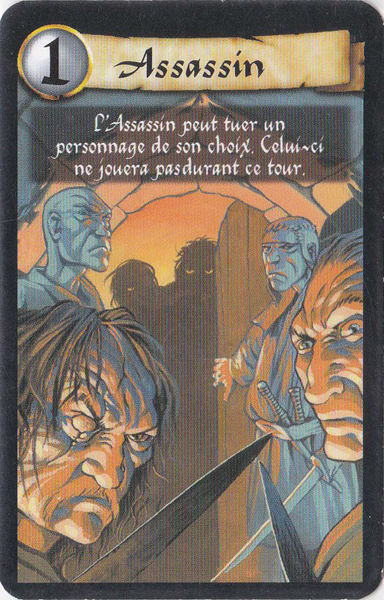 1
Assassin
L'Assassin peut tuer un
personnage de son choix. Celui-ci
ne jouera pasdurant ce tour.